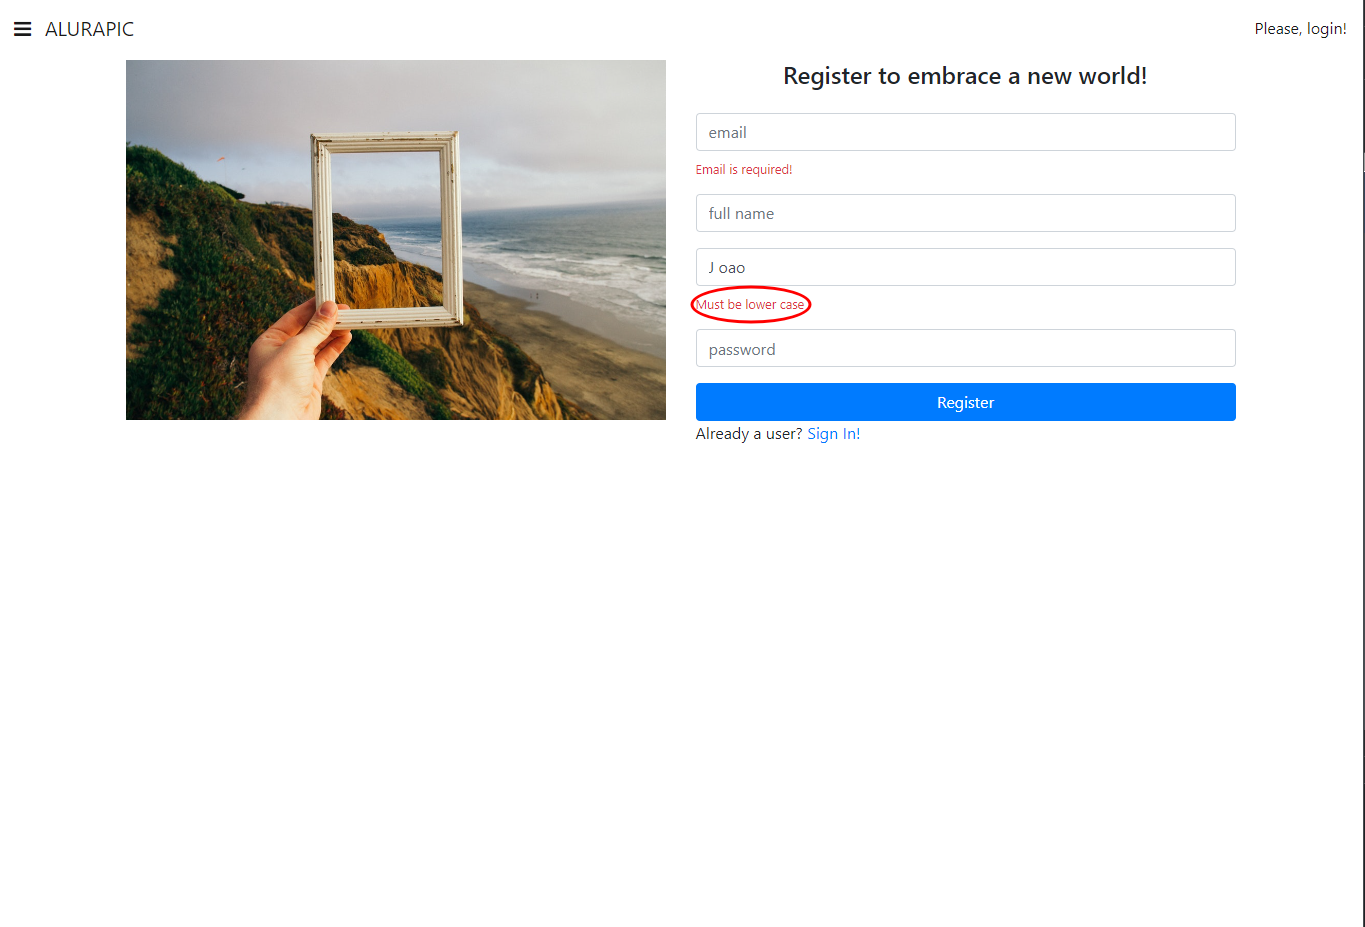 ALURAPIC
Please, login!
Register to embrace a new world!
email
Email is required!
full name
J oao
Must be lower case
password
Register
Already a user? Sign In!